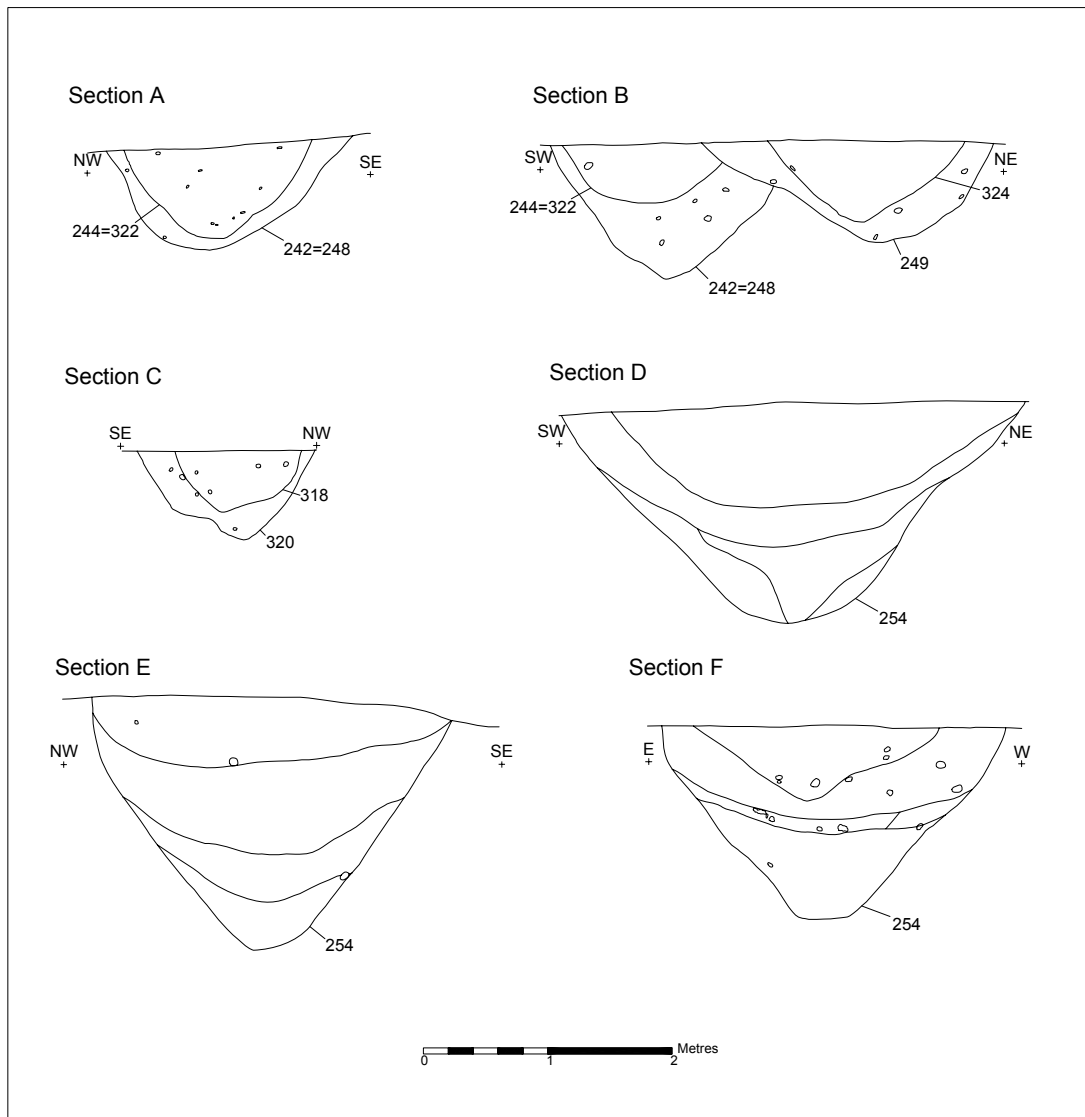 Section A
NW
SE
244=322
242=248
Section B
SW
NE
244=322
324
249
242=248
Section C
SE
NW
318
320
Section D
SW
NE
254
Section E
NW
SE
254
Section F
E
W
254
Metres
0
1
2